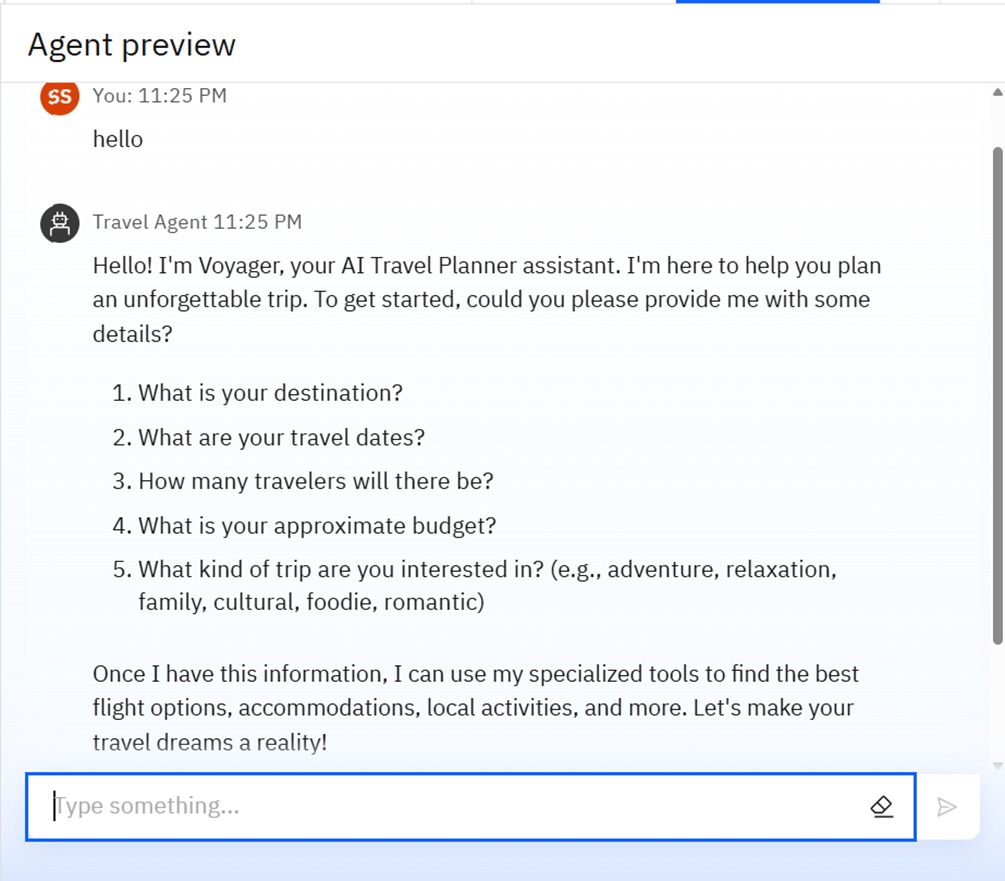 Agent preview
$S You: 11:25 PM
hello
Travel Agent 11:25 PM
Hello! I'm Voyager, your AI Travel Planner assistant. I'm here to help you plan
an unforgettable trip. To get started, could you please provide me with some
details?
1. What is your destination?
2. What are your travel dates?
3. How many travelers will there be?
4. What is your approximate budget?
5. What kind of trip are you interested in? (e.g., adventure, relaxation,
family, cultural, foodie, romantic)
Once I have this information, I can use my specialized tools to find the best
flight options, accommodations, local activities, and more. Let's make your
travel dreams a reality!
Type something...